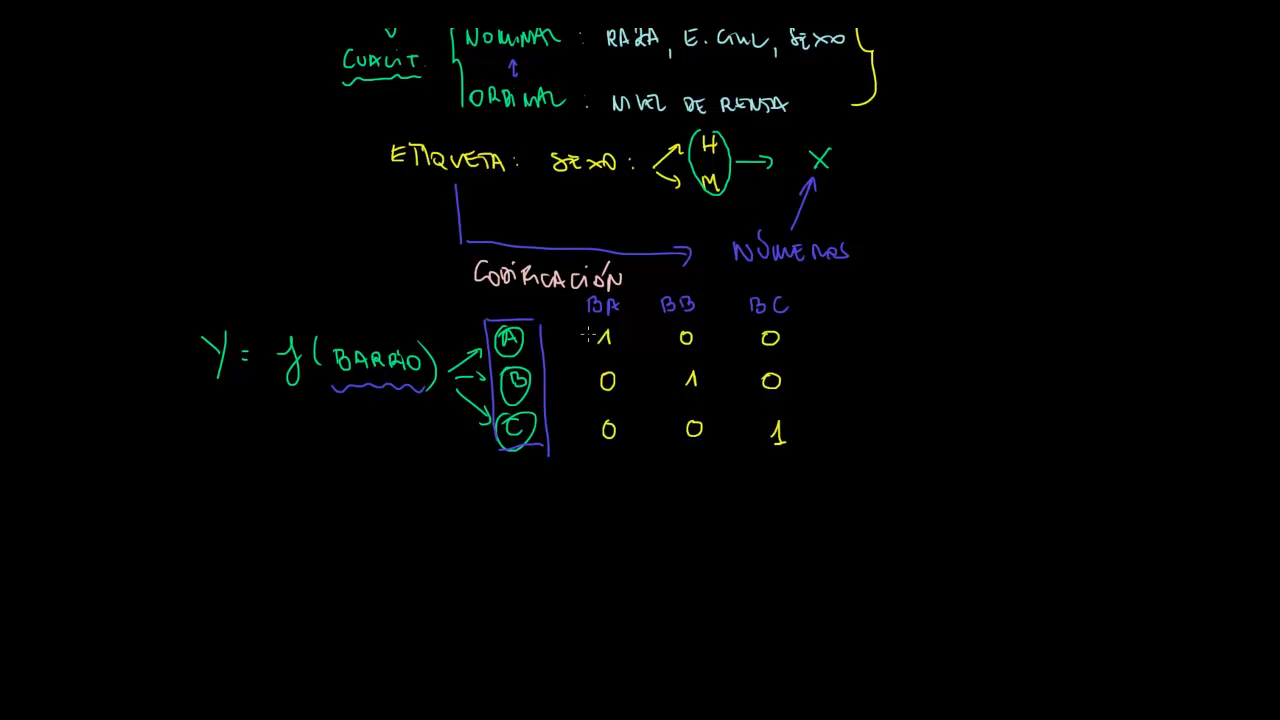 CUALIT.
NOMINAL : RAZA, E. CIVIL, SEXO
ORDINAL : NIVEL DE RENTA
ETIQUETA: SEXO: H M → X
NÚMEROS
CODIFICACIÓN
BA BB BC
Y = f(BARRIO)
A 1 0 0
B 0 1 0
C 0 0 1